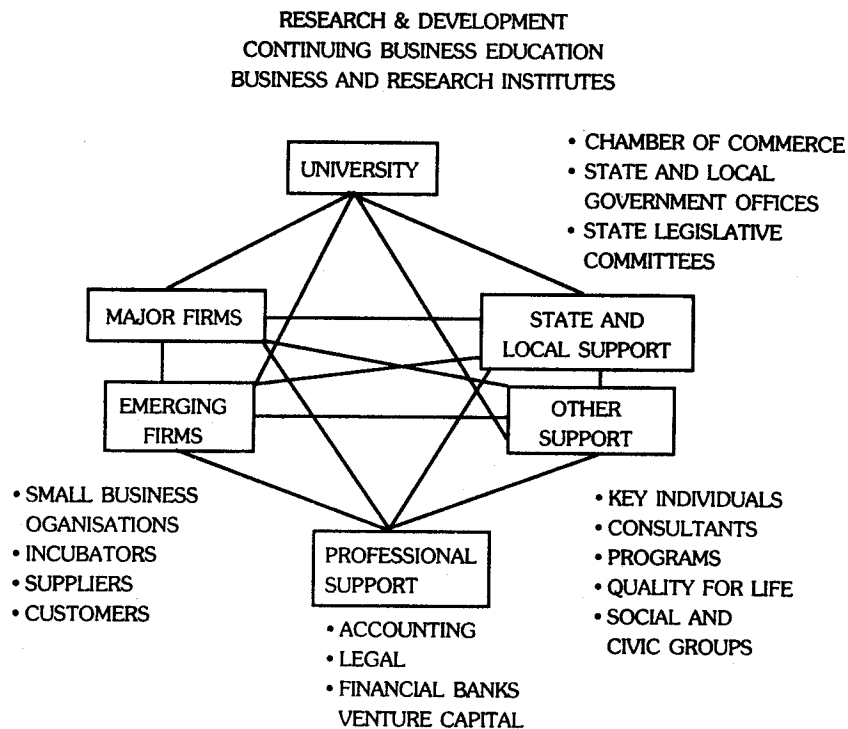 RESEARCH & DEVELOPMENT
CONTINUING BUSINESS EDUCATION
BUSINESS AND RESEARCH INSTITUTES
UNIVERSITY
• CHAMBER OF COMMERCE
• STATE AND LOCAL
GOVERNMENT OFFICES
• STATE LEGISLATIVE
COMMITTEES
MAJOR FIRMS
STATE AND
LOCAL SUPPORT
EMERGING
FIRMS
OTHER
SUPPORT
• SMALL BUSINESS
OGANISATIONS
• INCUBATORS
• SUPPLIERS
• CUSTOMERS
PROFESSIONAL
SUPPORT
• ACCOUNTING
• LEGAL
• FINANCIAL BANKS
VENTURE CAPITAL
• KEY INDIVIDUALS
• CONSULTANTS
• PROGRAMS
• QUALITY FOR LIFE
• SOCIAL AND
CIVIC GROUPS